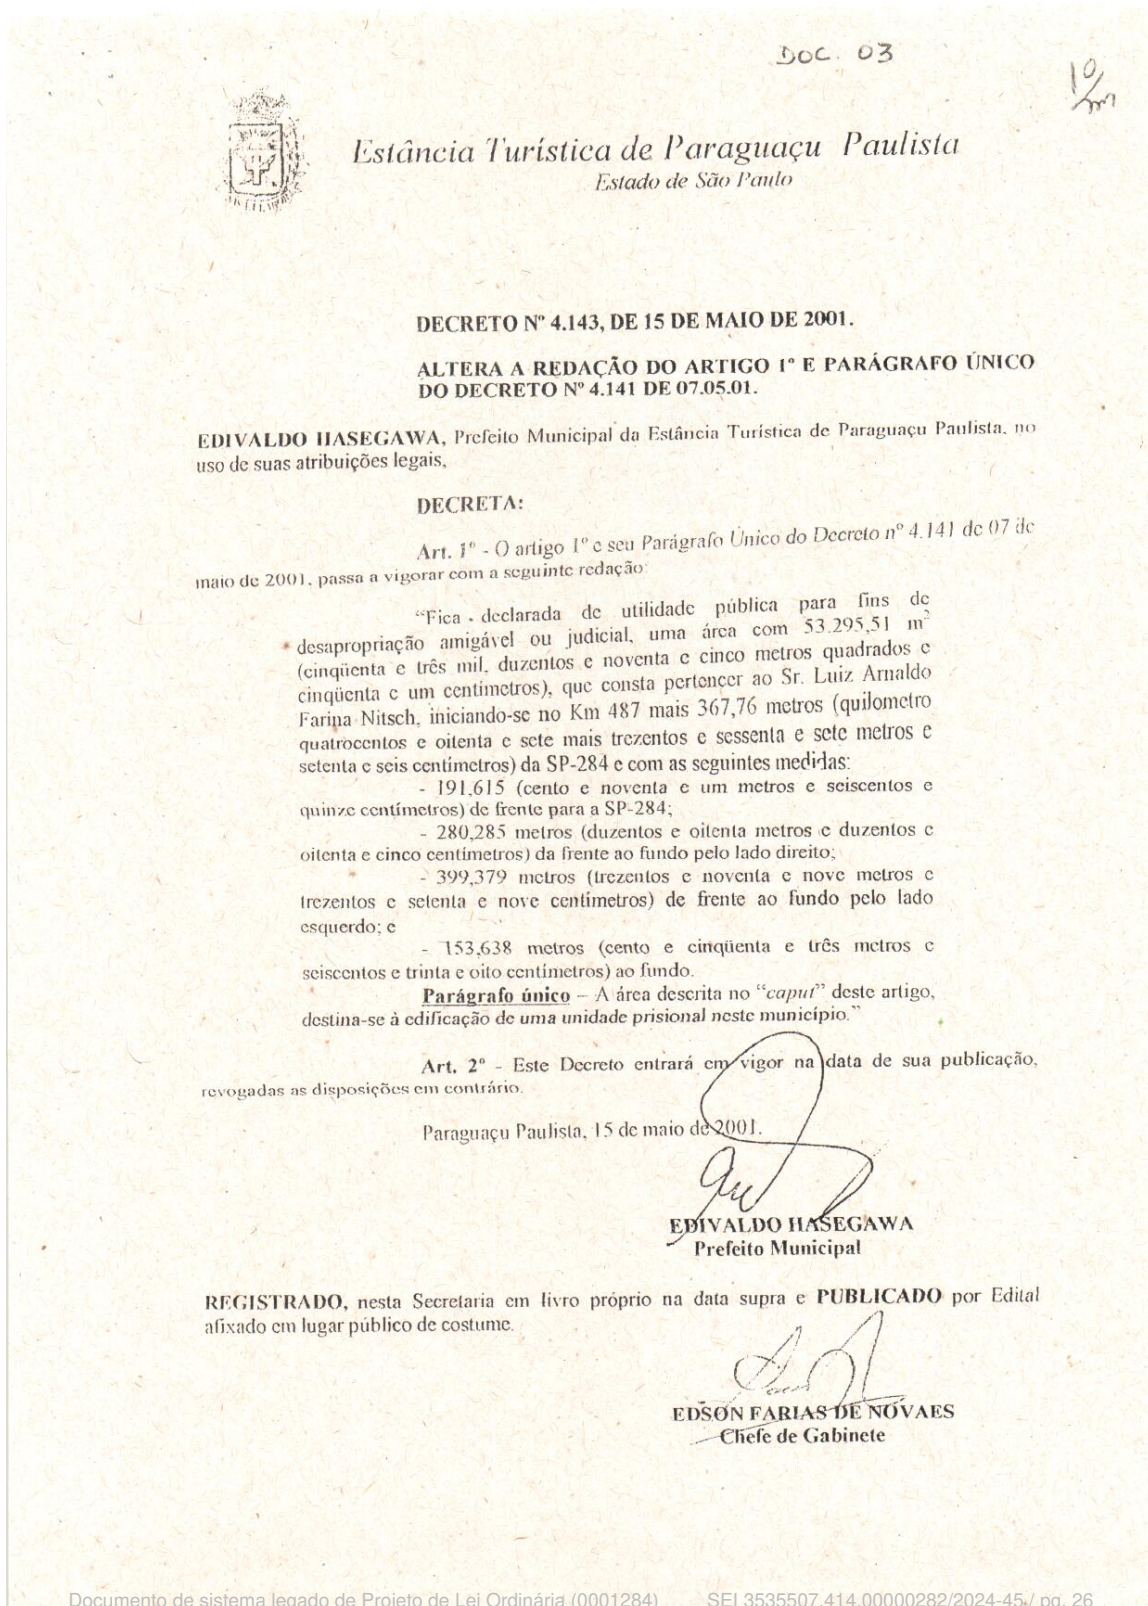 DOC. 03
10
Estância Turística de Paraguaçu Paulista
Estado de São Paulo
DECRETO Nº 4.143, DE 15 DE MAIO DE 2001.
ALTERA A REDAÇÃO DO ARTIGO 1º E PARÁGRAFO ÚNICO
DO DECRETO Nº 4.141 DE 07.05.01.
EDIVALDO HASEGAWA, Prefeito Municipal da Estância Turística de Paraguaçu Paulista, no
uso de suas atribuições legais,
DECRETA:
Art. 1º - O artigo 1º e seu Parágrafo Único do Decreto nº 4.141 de 07 de
maio de 2001, passa a vigorar com a seguinte redação:
“Fica declarada de utilidade pública para fins de
desapropriação amigável ou judicial, uma área com 53.295,51 m²
(cinqüenta e três mil, duzentos e noventa e cinco metros quadrados e
cinqüenta e um centímetros), que consta pertencer ao Sr. Luiz Arnaldo
Farina Nitsch, iniciando-se no Km 487 mais 367,76 metros (quilometro
quatrocentos e oitenta e sete mais trezentos e sessenta e sete metros e
setenta e seis centímetros) da SP-284 e com as seguintes medidas:
- 191,615 (cento e noventa e um metros e seiscentos e
quinze centímetros) de frente para a SP-284;
- 280,285 metros (duzentos e oitenta metros e duzentos e
oitenta e cinco centímetros) da frente ao fundo pelo lado direito;
- 399,379 metros (trezentos e noventa e nove metros e
trezentos e setenta e nove centímetros) de frente ao fundo pelo lado
esquerdo; e
- 153,638 metros (cento e cinqüenta e três metros e
seiscentos e trinta e oito centímetros) ao fundo.
Parágrafo único – A área descrita no “caput” deste artigo,
destina-se à edificação de uma unidade prisional neste município.”
Art. 2º - Este Decreto entrará em vigor na data de sua publicação,
revogadas as disposições em contrário.
Paraguaçu Paulista, 15 de maio de 2001.
EDIVALDO HASEGAWA
Prefeito Municipal
REGISTRADO, nesta Secretaria em livro próprio na data supra e PUBLICADO por Edital
afixado em lugar público de costume.
EDSON FARIAS DE NOVAES
Chefe de Gabinete
Documento de sistema legado de Projeto de Lei Ordinária (0001284) SEI 3535507.414.00000282/2024-45 / pg. 26